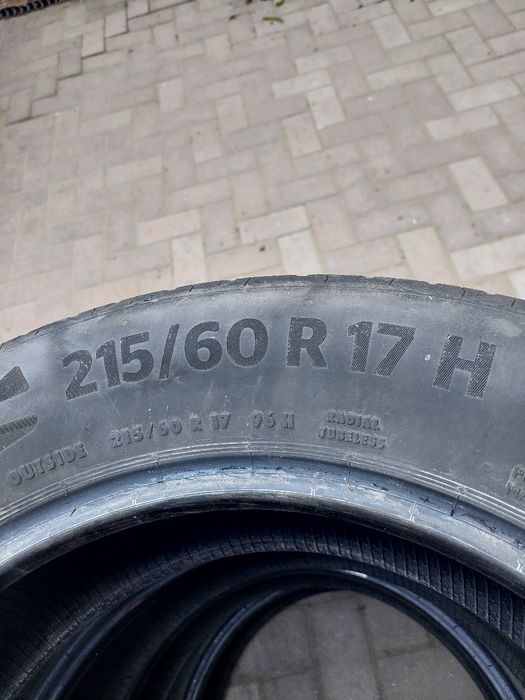 215/60 R 17 H
OUTSIDE 215/60 R 17 96 H RADIAL
TUBELESS